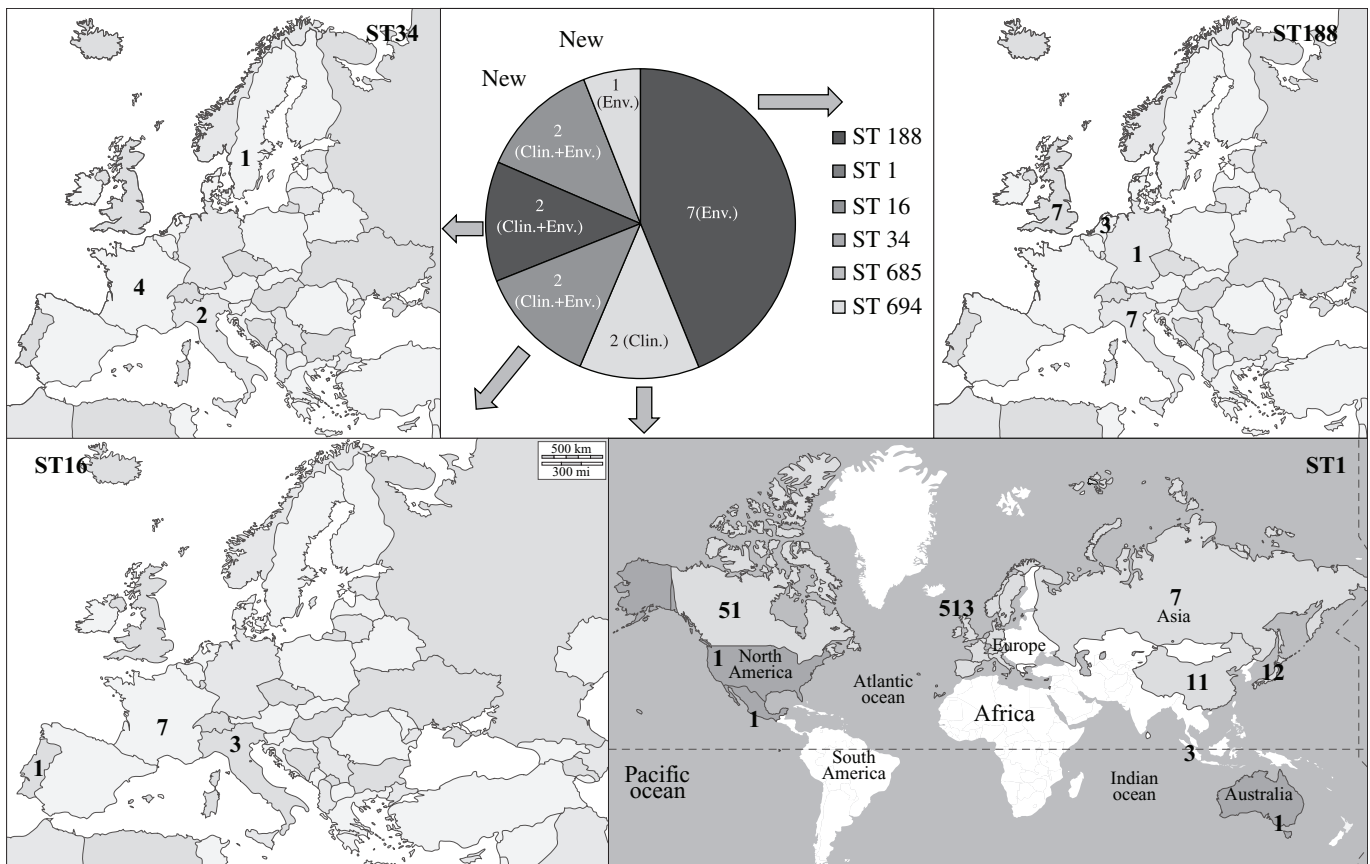 ST34
1
4
2
New
New
1
(Env.)
2
(Clin.+Env.)
2
(Clin.+Env.)
2
(Clin.+Env.)
2 (Clin.)
7(Env.)
ST 188
ST 1
ST 16
ST 34
ST 685
ST 694
ST188
7
3
1
7
ST16
500 km
300 mi
7
3
1
ST1
51
513
7
Asia
Europe
1
North
America
Atlantic
ocean
12
11
1
Africa
3
South
America
Pacific
ocean
Indian
ocean
Australia
1